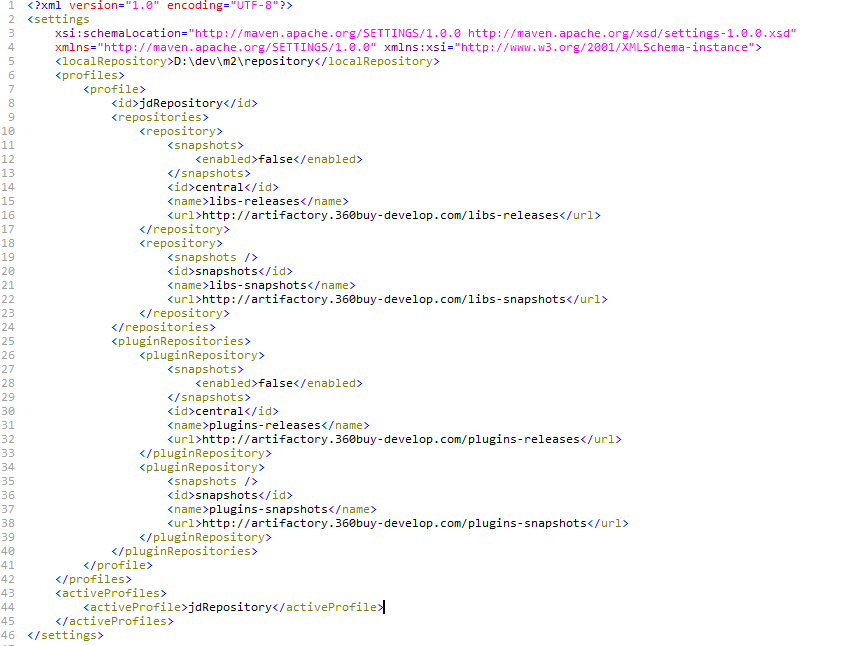 1 <?xml version="1.0" encoding="UTF-8"?>
2 <settings
3     xsi:schemaLocation="http://maven.apache.org/SETTINGS/1.0.0 http://maven.apache.org/xsd/settings-1.0.0.xsd"
4     xmlns="http://maven.apache.org/SETTINGS/1.0.0" xmlns:xsi="http://www.w3.org/2001/XMLSchema-instance">
5     <localRepository>D:\dev\m2\repository</localRepository>
6     <profiles>
7         <profile>
8             <id>jdRepository</id>
9             <repositories>
10                 <repository>
11                     <snapshots>
12                         <enabled>false</enabled>
13                     </snapshots>
14                     <id>central</id>
15                     <name>libs-releases</name>
16                     <url>http://artifactory.360buy-develop.com/libs-releases</url>
17                 </repository>
18                 <repository>
19                     <snapshots />
20                     <id>snapshots</id>
21                     <name>libs-snapshots</name>
22                     <url>http://artifactory.360buy-develop.com/libs-snapshots</url>
23                 </repository>
24             </repositories>
25             <pluginRepositories>
26                 <pluginRepository>
27                     <snapshots>
28                         <enabled>false</enabled>
29                     </snapshots>
30                     <id>central</id>
31                     <name>plugins-releases</name>
32                     <url>http://artifactory.360buy-develop.com/plugins-releases</url>
33                 </pluginRepository>
34                 <pluginRepository>
35                     <snapshots />
36                     <id>snapshots</id>
37                     <name>plugins-snapshots</name>
38                     <url>http://artifactory.360buy-develop.com/plugins-snapshots</url>
39                 </pluginRepository>
40             </pluginRepositories>
41         </profile>
42     </profiles>
43     <activeProfiles>
44         <activeProfile>jdRepository</activeProfile>
45     </activeProfiles>
46 </settings>